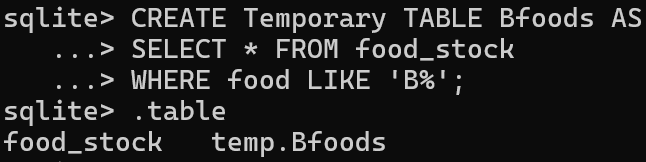 sqlite> CREATE Temporary TABLE Bfoods AS
   ...> SELECT * FROM food_stock
   ...> WHERE food LIKE 'B%';
sqlite> .table
food_stock   temp.Bfoods